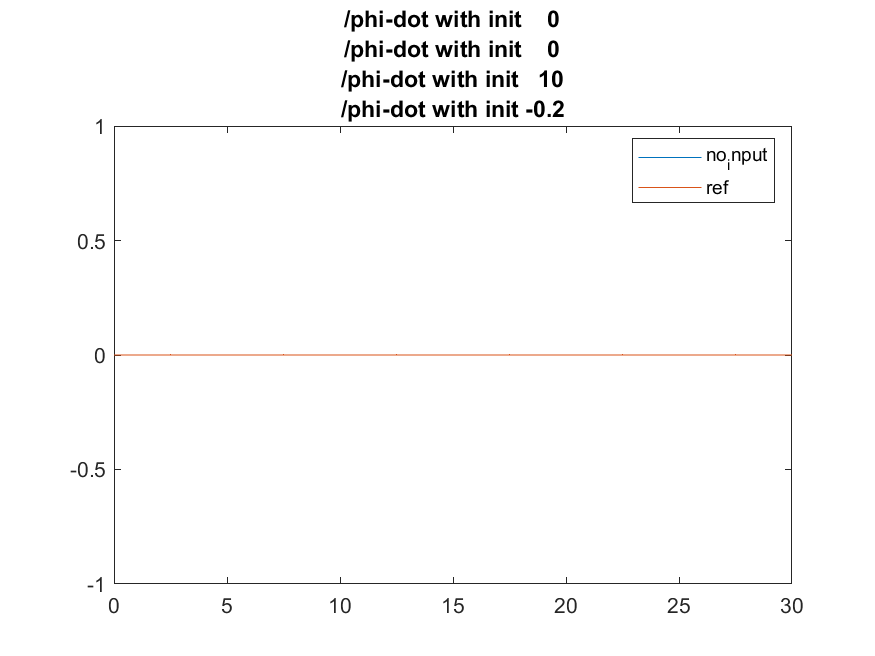 /phi-dot with init    0
/phi-dot with init    0
/phi-dot with init   10
/phi-dot with init -0.2
no_input
ref
1
0.5
0
-0.5
-1
0 5 10 15 20 25 30